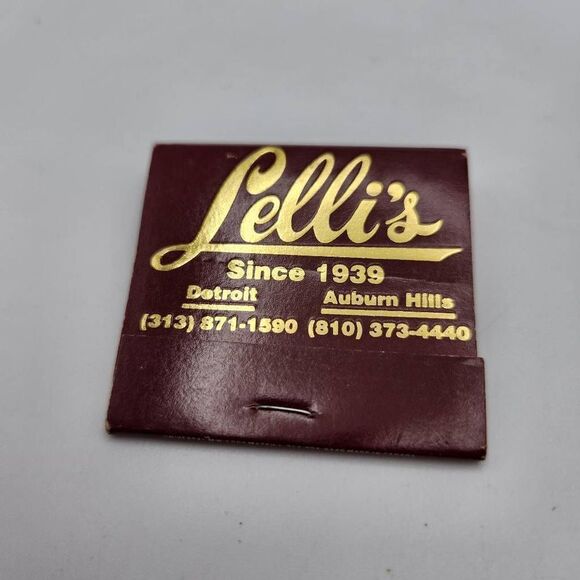 Lelli's
Since 1939
Detroit Auburn Hills
(313) 871-1590 (810) 373-4440